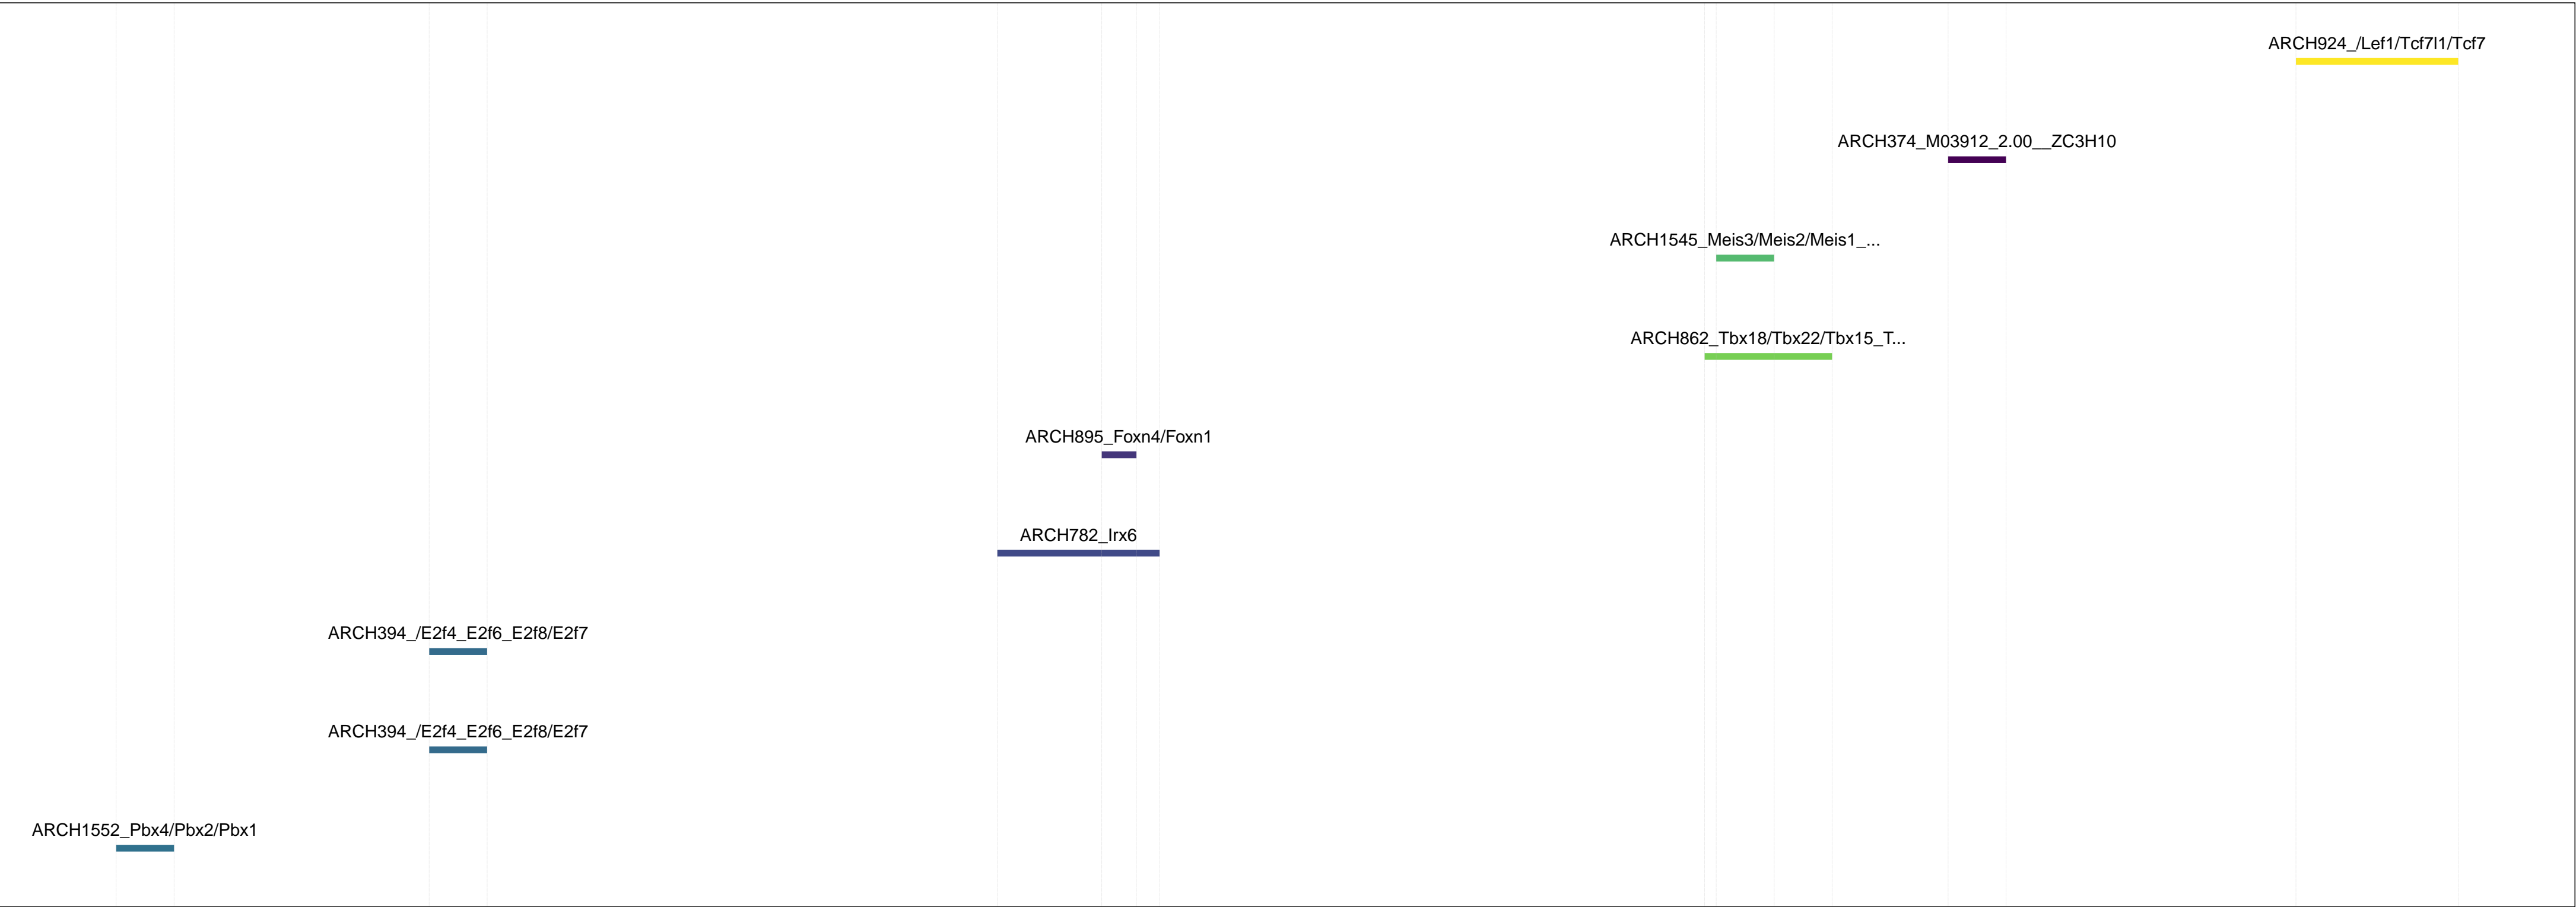 ARCH924_/Lef1/Tcf7l1/Tcf7
ARCH374_M03912_2.00__ZC3H10
ARCH1545_Meis3/Meis2/Meis1_...
ARCH862_Tbx18/Tbx22/Tbx15_T...
ARCH895_Foxn4/Foxn1
ARCH782_Irx6
ARCH394_/E2f4_E2f6_E2f8/E2f7
ARCH394_/E2f4_E2f6_E2f8/E2f7
ARCH1552_Pbx4/Pbx2/Pbx1